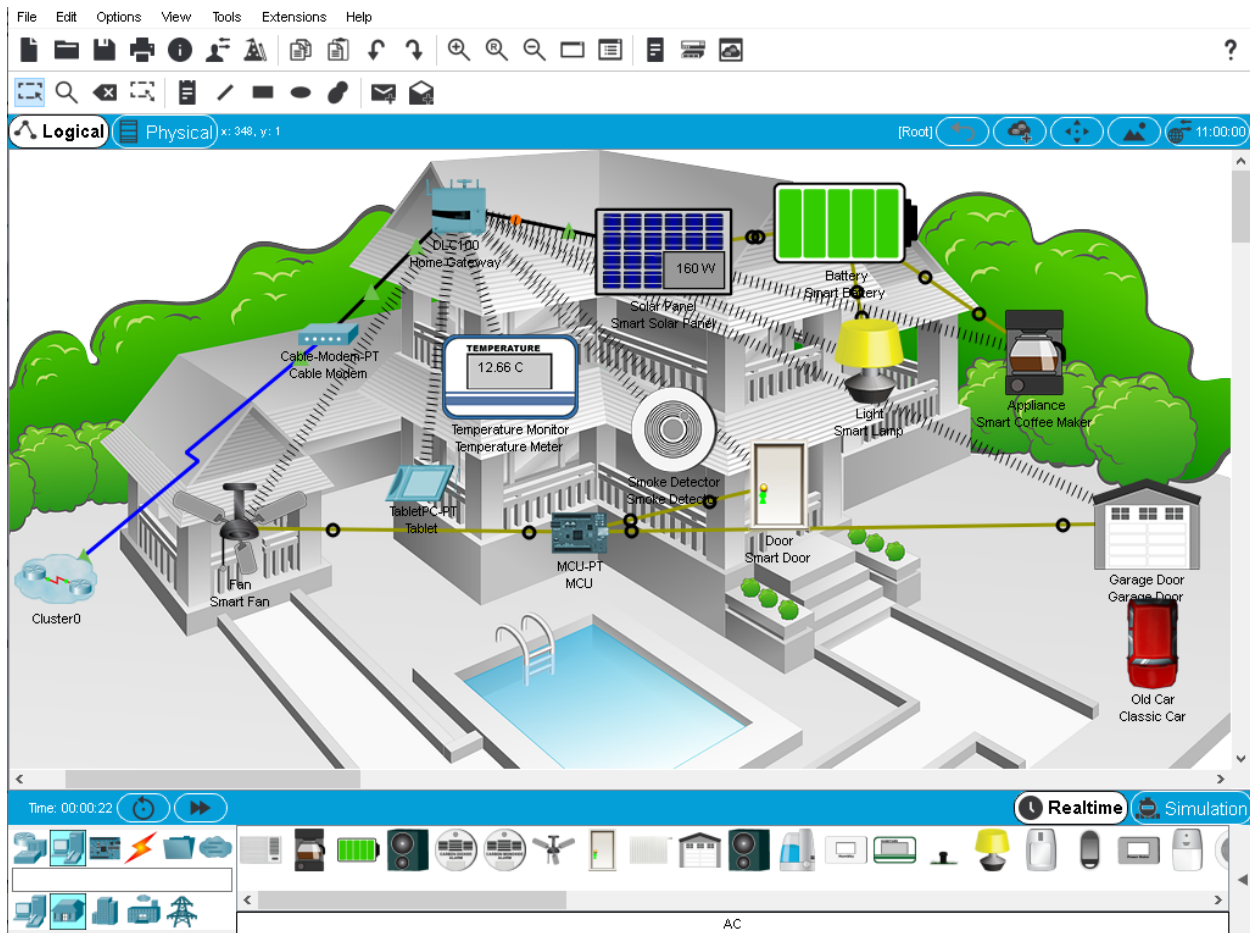 File Edit Options View Tools Extensions Help
?
Logical Physical x: 348, y: 1 [Root] 11:00:00
DLC100
Home Gateway
160 W
Solar Panel
Smart Solar Panel
Battery
Smart Battery
Cable-Modem-PT
Cable Modem
TEMPERATURE
12.66 C
Temperature Monitor
Temperature Meter
Light
Smart Lamp
Appliance
Smart Coffee Maker
Smoke Detector
Smoke Detector
TabletPC-PT
Tablet
Door
Smart Door
MCU-PT
MCU
Fan
Smart Fan
Cluster0
Garage Door
Garage Door
Old Car
Classic Car
Time: 00:00:22 Realtime Simulation
AC